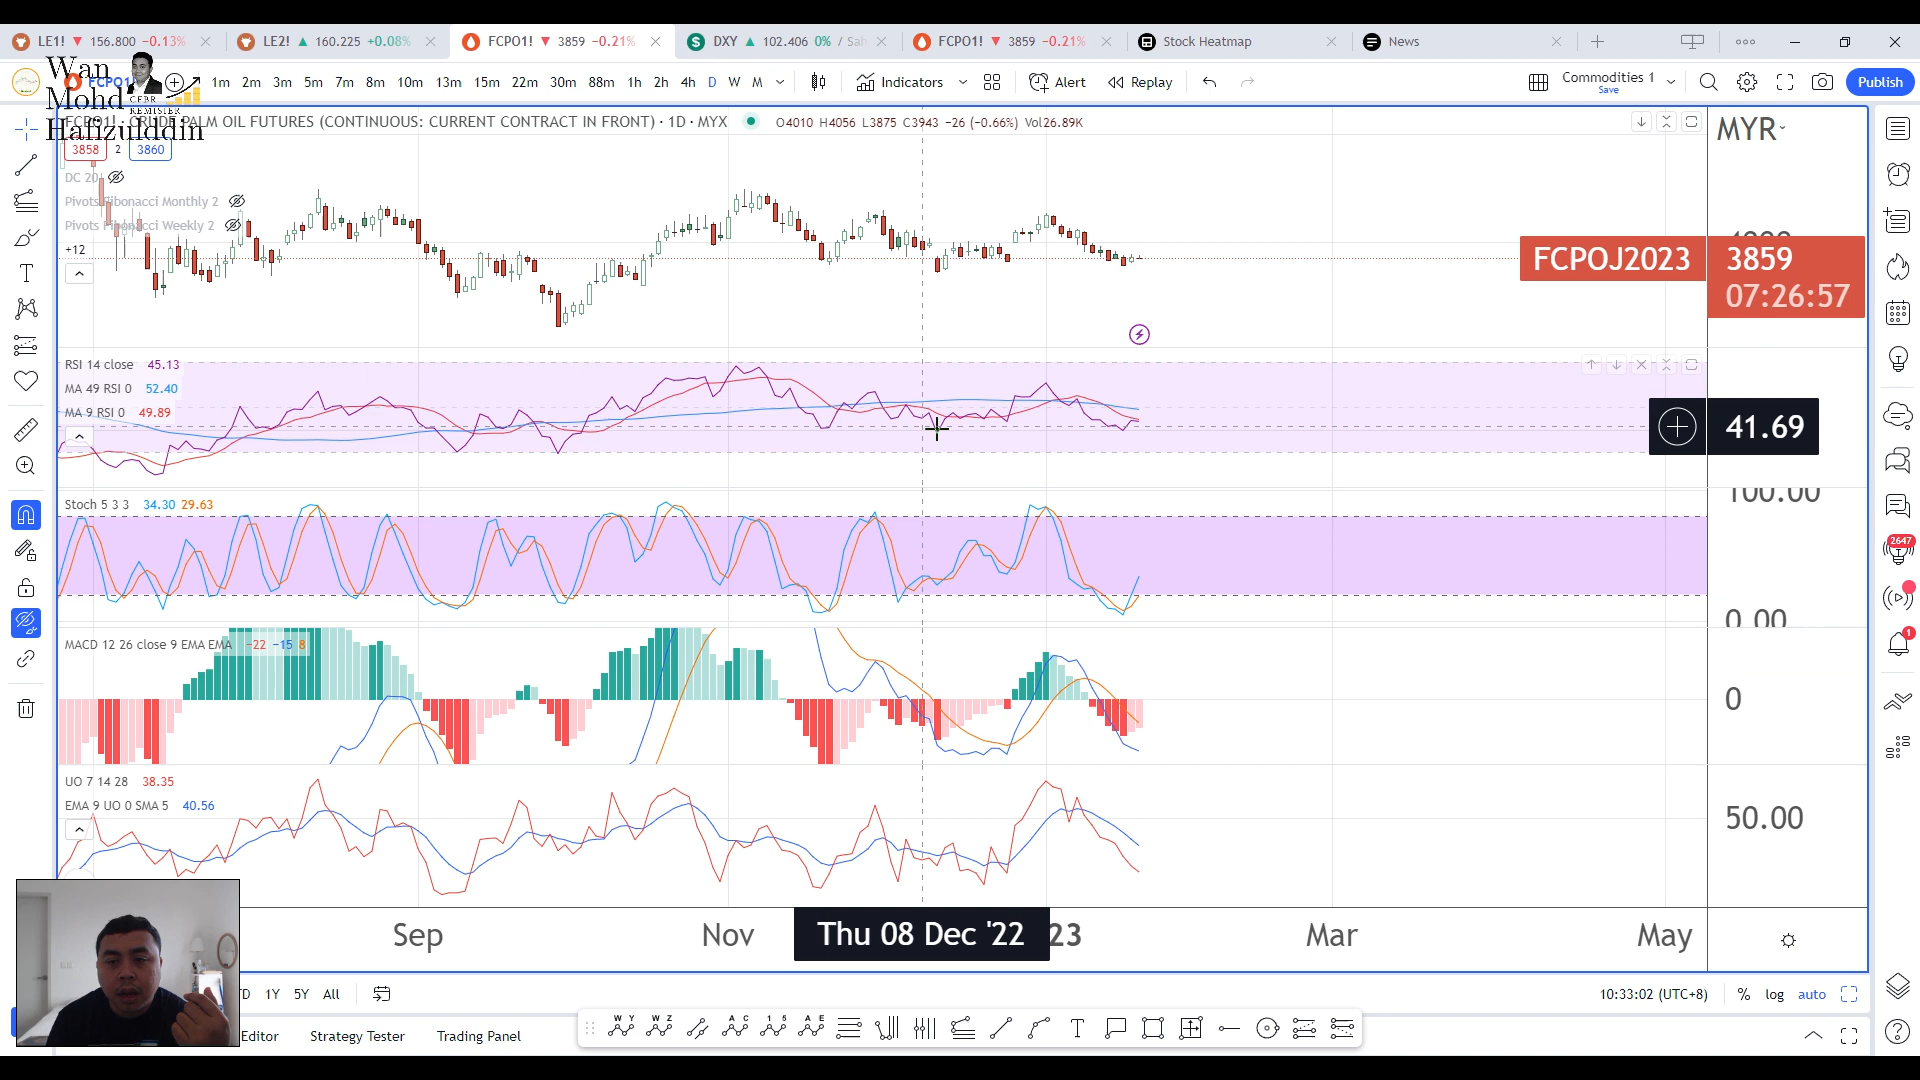 LE1! 156.800 −0.13%
LE2! 160.225 +0.08%
FCPO1! 3859 −0.21%
DXY 102.406 0% / Sah
FCPO1! 3859 −0.21%
Stock Heatmap
News
Wan
Mohd
Hafizulddin
CEBR
REMISIER
1m 2m 3m 5m 7m 8m 10m 13m 15m 22m 30m 88m 1h 2h 4h D W M
Indicators
Alert
Replay
Commodities 1
Save
Publish
FCPO1! · CRUDE PALM OIL FUTURES (CONTINUOUS: CURRENT CONTRACT IN FRONT) · 1D · MYX
O4010 H4056 L3875 C3943 −26 (−0.66%) Vol26.89K
MYR
3858 2 3860
DC 20
Pivots Fibonacci Monthly 2
Pivots Fibonacci Weekly 2
+12
FCPOJ2023 3859
07:26:57
RSI 14 close 45.13
MA 49 RSI 0 52.40
MA 9 RSI 0 49.89
41.69
Stoch 5 3 3 34.30 29.63
100.00
0.00
MACD 12 26 close 9 EMA EMA −22 −15 8
0
UO 7 14 28 38.35
EMA 9 UO 0 SMA 5 40.56
50.00
Sep Nov Thu 08 Dec '22 23 Mar May
1Y 5Y All
10:33:02 (UTC+8) % log auto
Editor Strategy Tester Trading Panel
W Y
W Z
A C
1 5
A E
2647
1